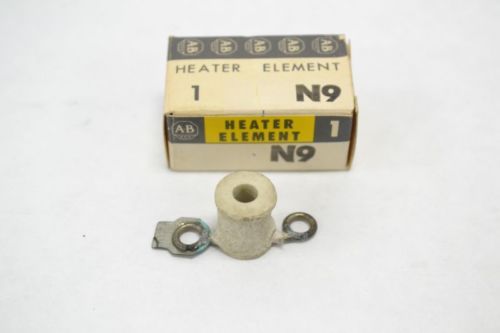 AB AB AB AB AB
HEATER ELEMENT
1 N9
AB HEATER ELEMENT 1
N9